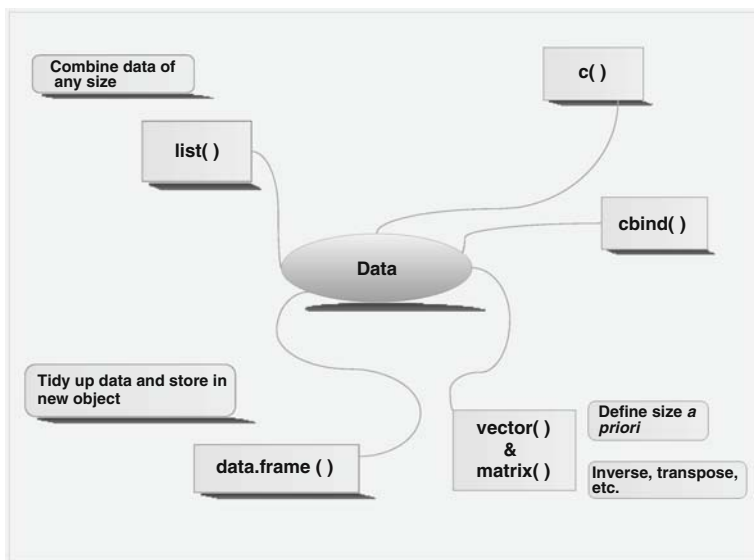 Combine data of
any size
c( )
list( )
cbind( )
Data
Tidy up data and store in
new object
vector( )
&
matrix( )
Define size a
priori
data.frame ( )
Inverse, transpose,
etc.